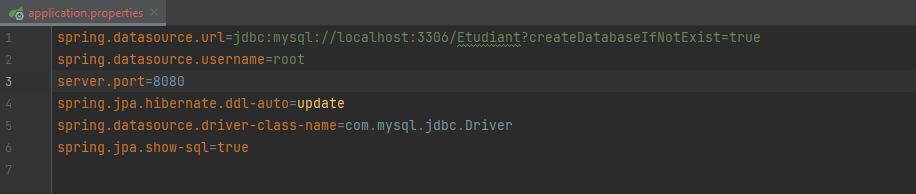 application.properties
1 spring.datasource.url=jdbc:mysql://localhost:3306/Etudiant?createDatabaseIfNotExist=true
2 spring.datasource.username=root
3 server.port=8080
4 spring.jpa.hibernate.ddl-auto=update
5 spring.datasource.driver-class-name=com.mysql.jdbc.Driver
6 spring.jpa.show-sql=true
7